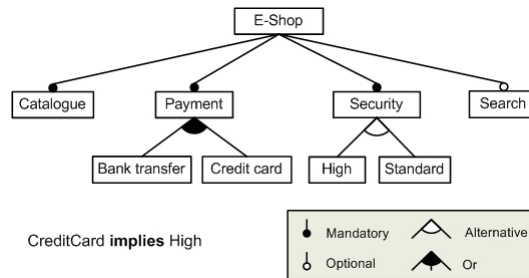 E-Shop
Catalogue
Payment
Security
Search
Bank transfer
Credit card
High
Standard
CreditCard implies High
Mandatory
Alternative
Optional
Or